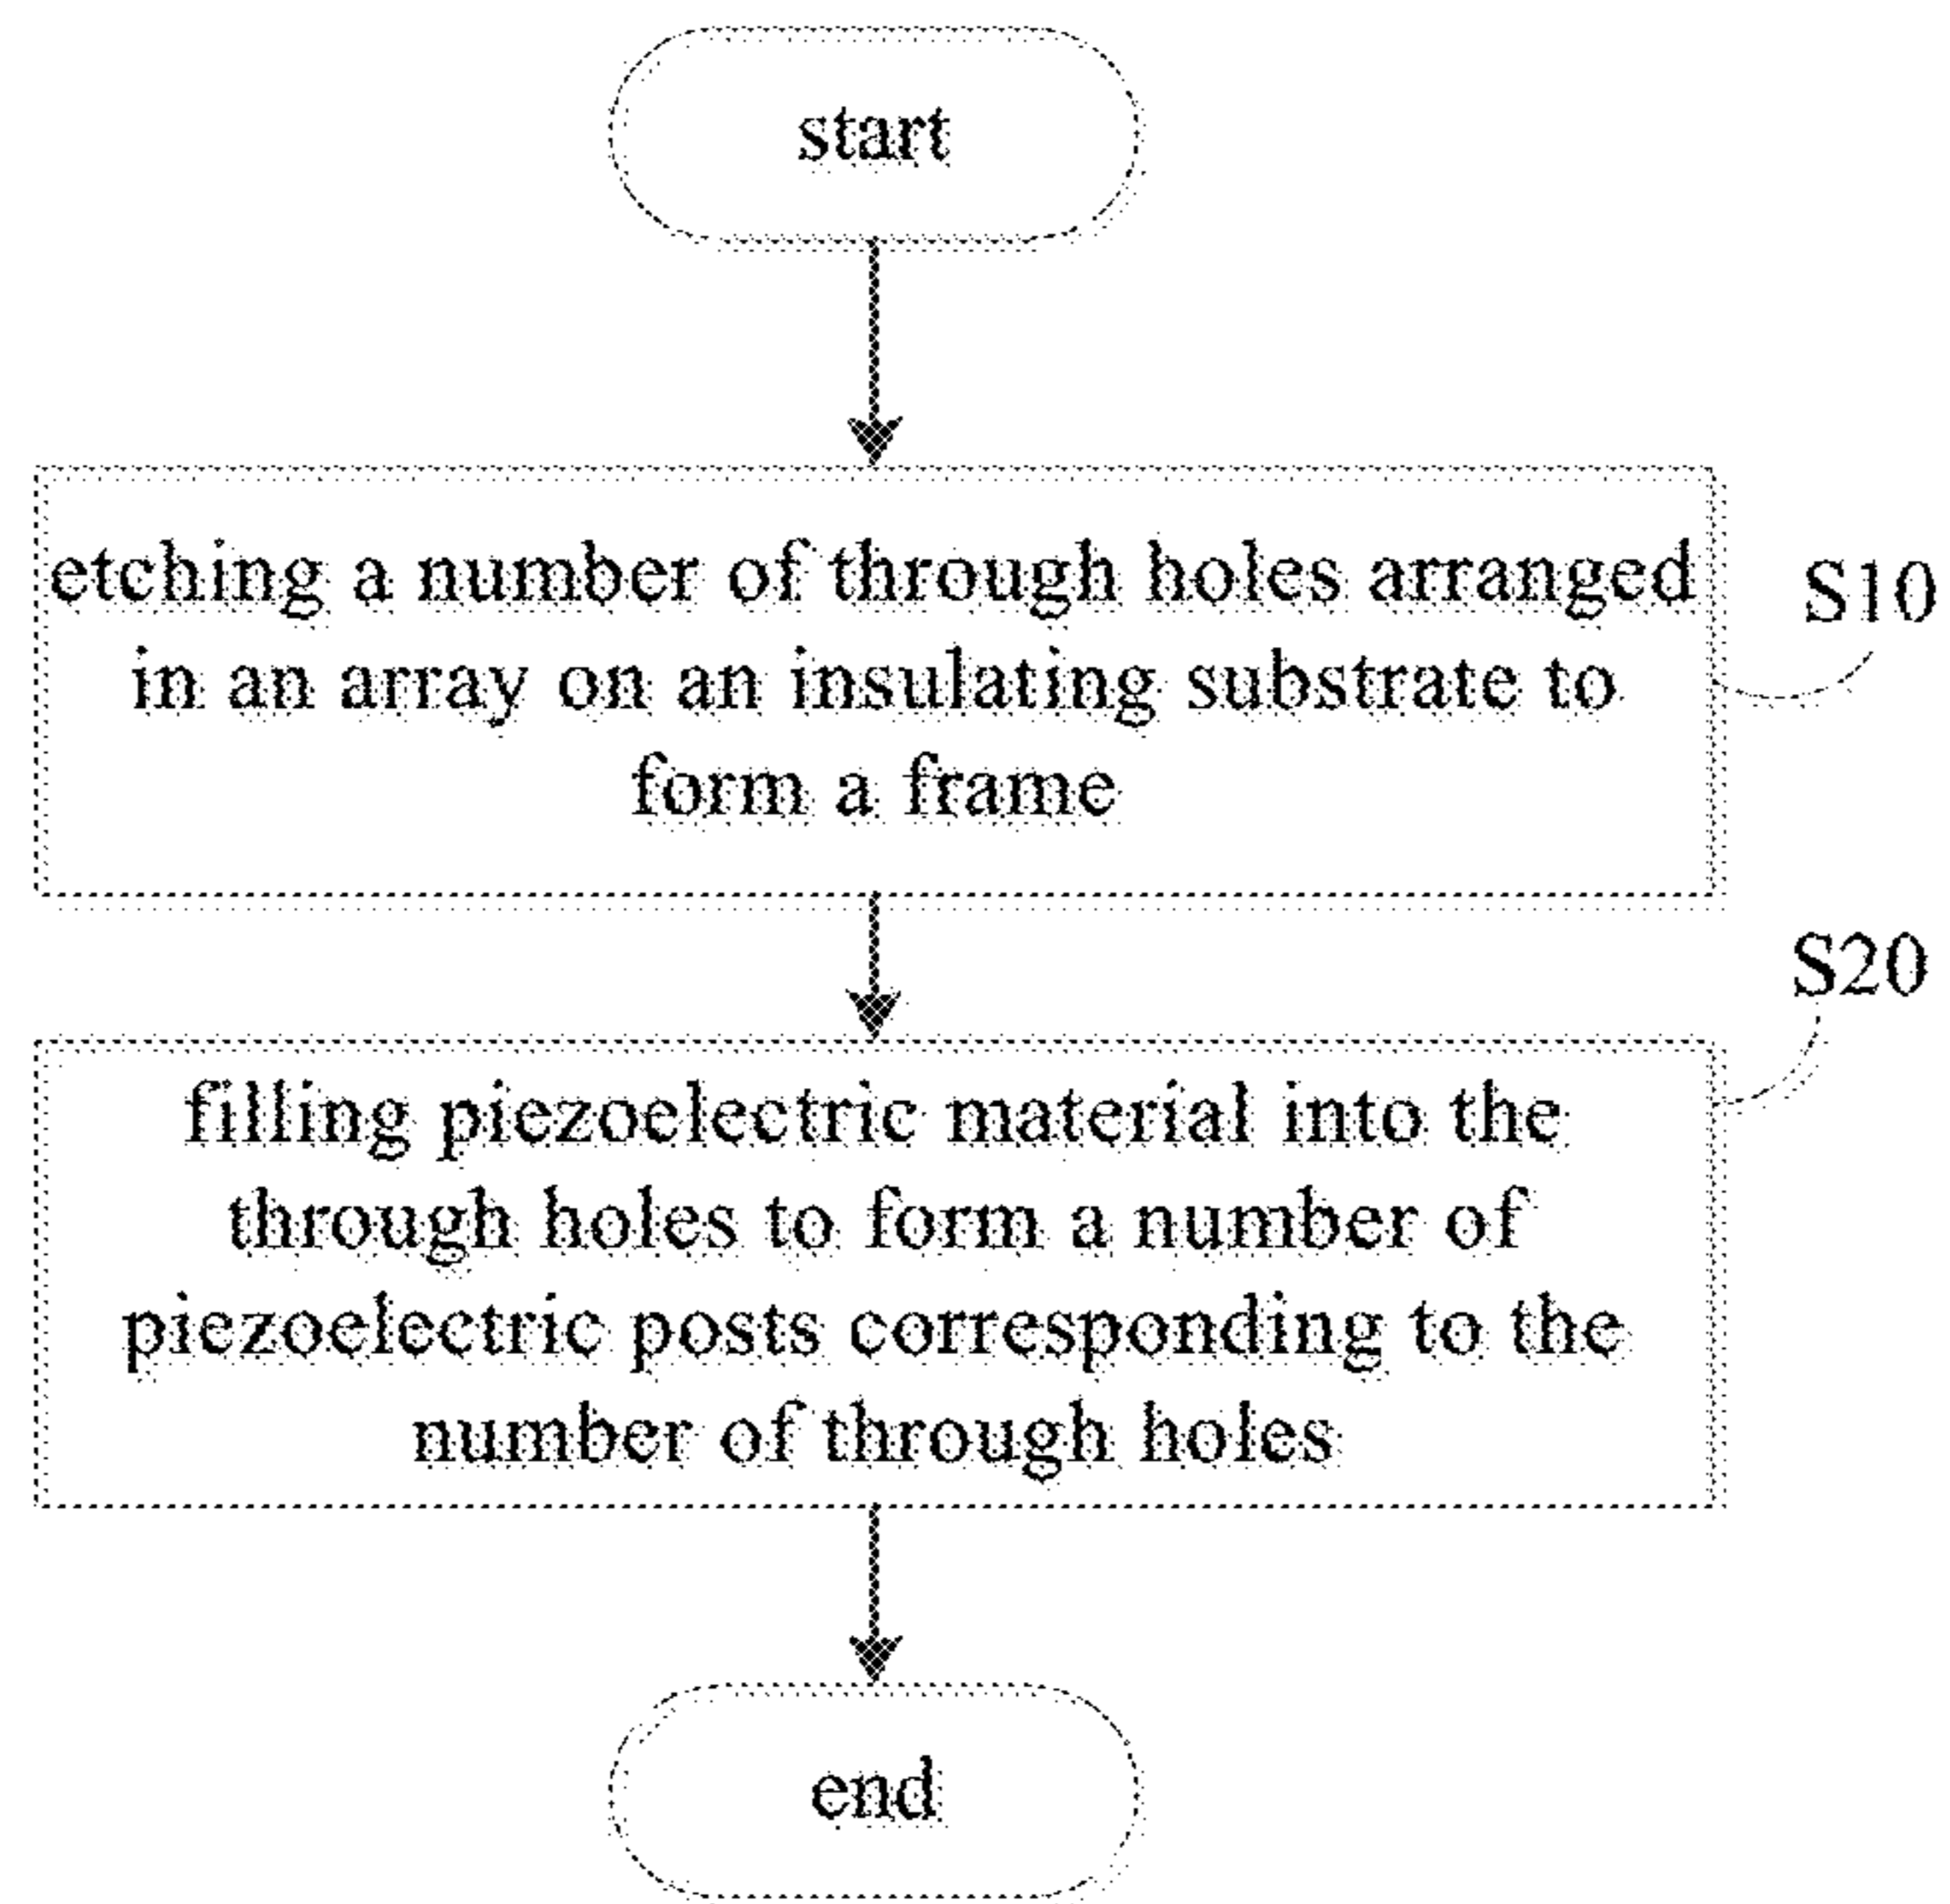 start
etching a number of through holes arranged
in an array on an insulating substrate to
form a frame
S10
S20
filling piezoelectric material into the
through holes to form a number of
piezoelectric posts corresponding to the
number of through holes
end